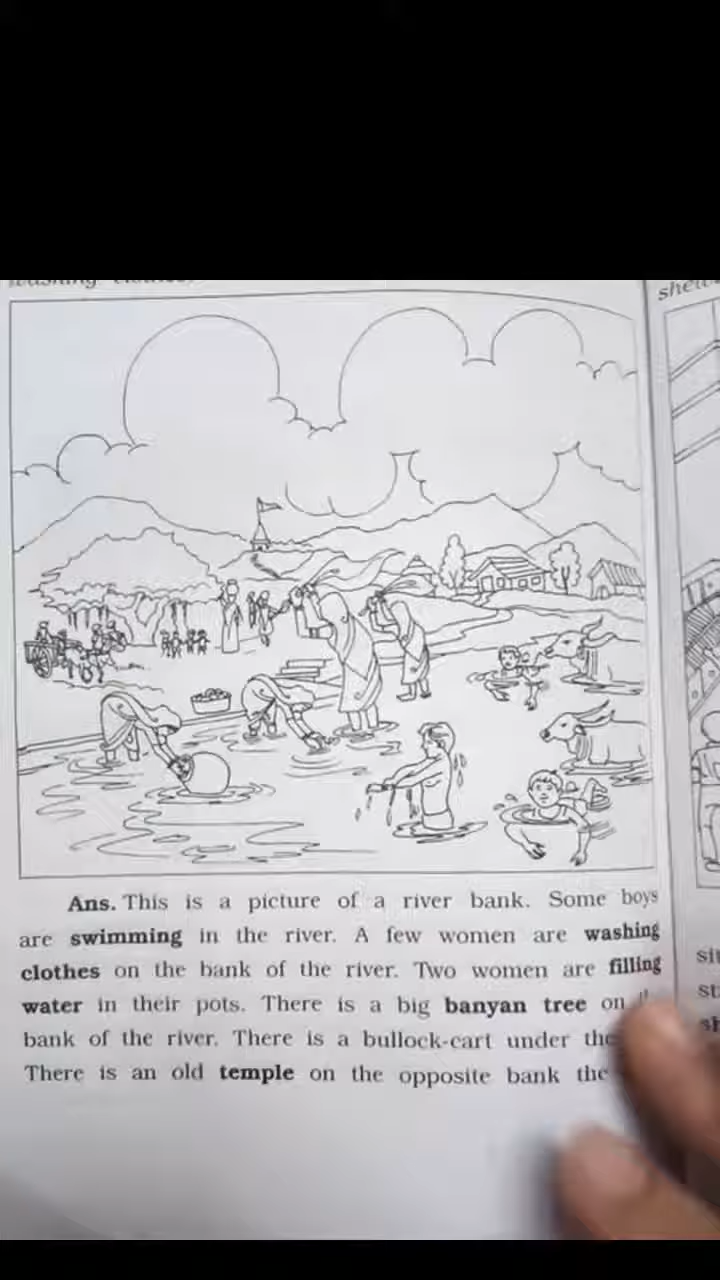 washing clothes.
Ans. This is a picture of a river bank. Some boys
are swimming in the river. A few women are washing
clothes on the bank of the river. Two women are filling
water in their pots. There is a big banyan tree on
bank of the river. There is a bullock-cart under
There is an old temple on the opposite bank the